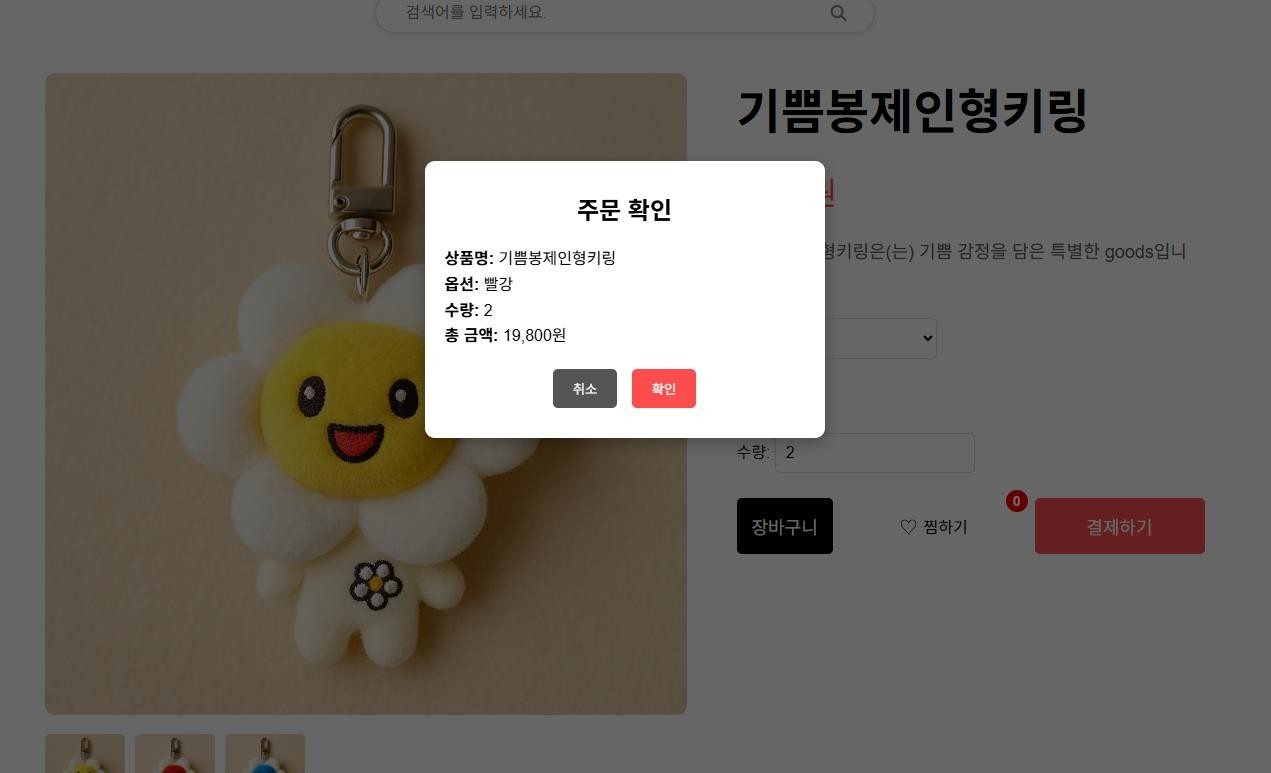 검색어를 입력하세요.
기쁨봉제인형키링
원
주문 확인
상품명: 기쁨봉제인형키링
형키링은(는) 기쁨 감정을 담은 특별한 goods입니
옵션: 빨강
수량: 2
총 금액: 19,800원
취소 확인
수량: 2
장바구니 ♡ 찜하기 0 결제하기